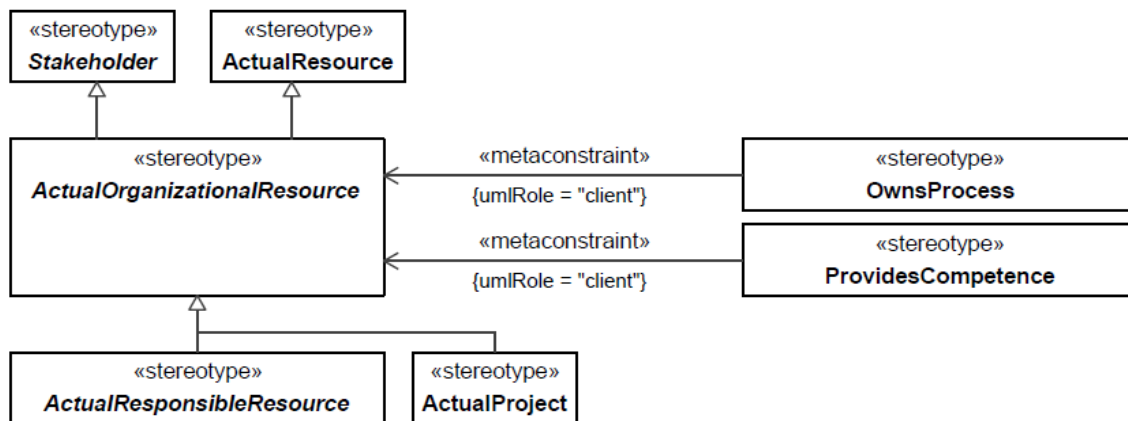 «stereotype»
Stakeholder
«stereotype»
ActualResource
«stereotype»
ActualOrganizationalResource
«metaconstraint»
{umlRole = "client"}
«stereotype»
OwnsProcess
«metaconstraint»
{umlRole = "client"}
«stereotype»
ProvidesCompetence
«stereotype»
ActualResponsibleResource
«stereotype»
ActualProject